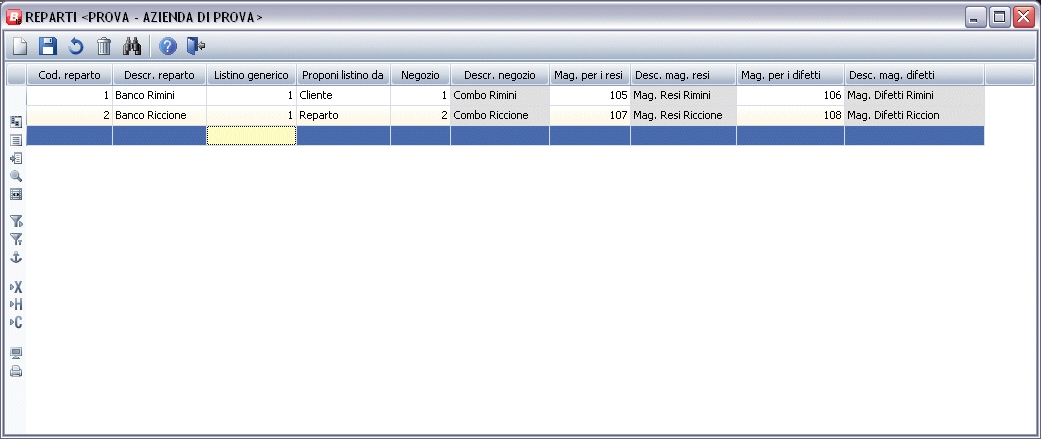 REPARTI <PROVA - AZIENDA DI PROVA>
Cod. reparto Descr. reparto Listino generico Proponi listino da Negozio Descr. negozio Mag. per i resi Desc. mag. resi Mag. per i difetti Desc. mag. difetti
1 Banco Rimini 1 Cliente 1 Combo Rimini 105 Mag. Resi Rimini 106 Mag. Difetti Rimini
2 Banco Riccione 1 Reparto 2 Combo Riccione 107 Mag. Resi Riccione 108 Mag. Difetti Riccion
X
H
C